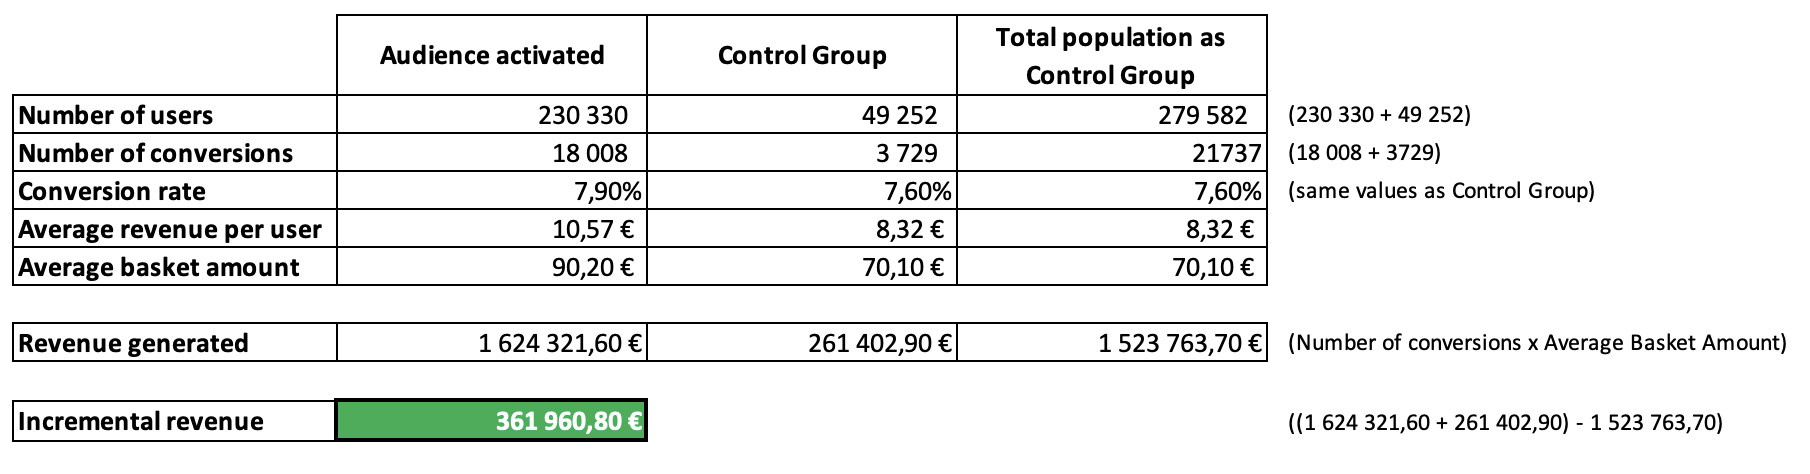 Audience activated Control Group Total population as Control Group
Number of users 230 330 49 252 279 582 (230 330 + 49 252)
Number of conversions 18 008 3 729 21737 (18 008 + 3729)
Conversion rate 7,90% 7,60% 7,60% (same values as Control Group)
Average revenue per user 10,57 € 8,32 € 8,32 €
Average basket amount 90,20 € 70,10 € 70,10 €
Revenue generated 1 624 321,60 € 261 402,90 € 1 523 763,70 € (Number of conversions x Average Basket Amount)
Incremental revenue 361 960,80 € ((1 624 321,60 + 261 402,90) - 1 523 763,70)